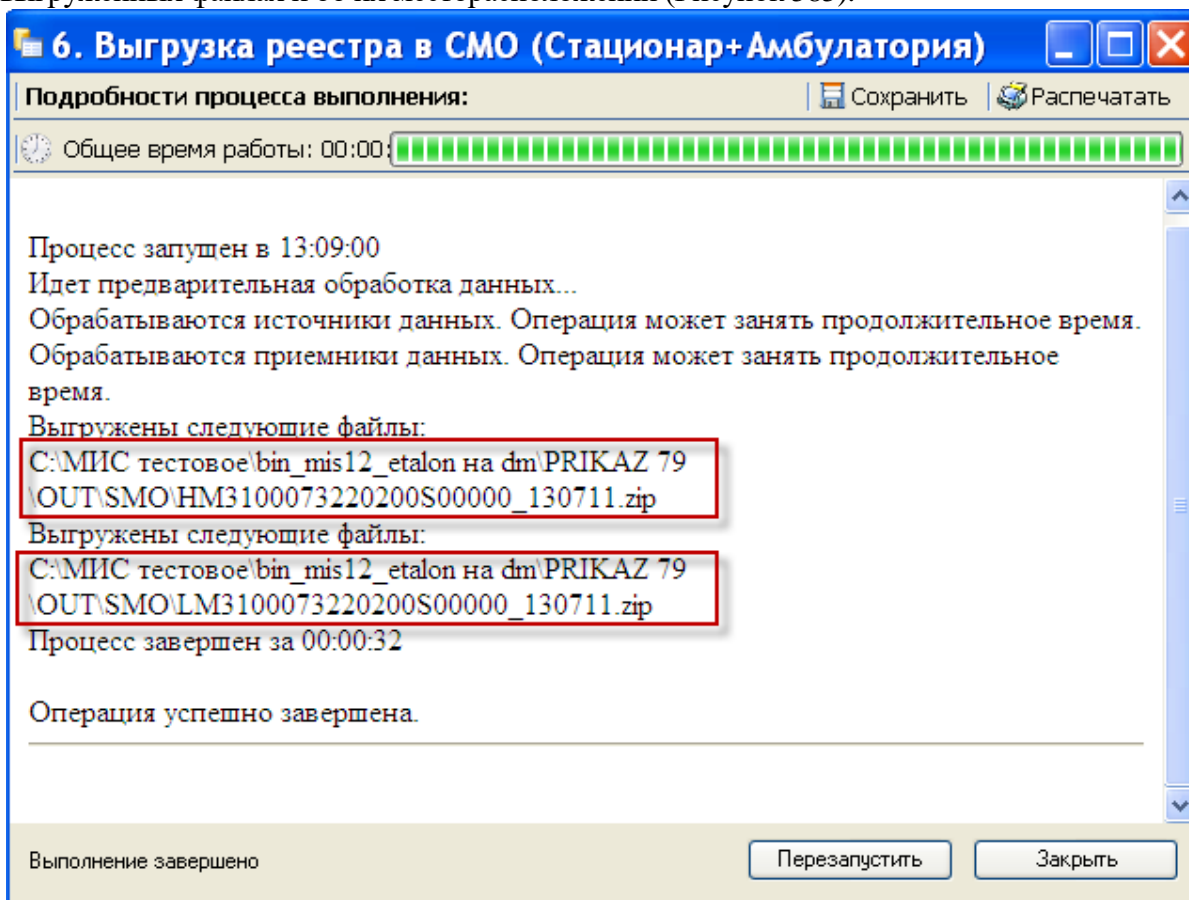 6. Выгрузка реестра в СМО (Стационар+Амбулатория)
Подробности процесса выполнения:
Сохранить
Распечатать
Общее время работы: 00:00:
Процесс запущен в 13:09:00
Идет предварительная обработка данных...
Обрабатываются источники данных. Операция может занять продолжительное время.
Обрабатываются приемники данных. Операция может занять продолжительное
время.
Выгружены следующие файлы:
C:\МИС тестовое\bin_mis12_etalon на dm\PRIKAZ 79
\OUT\SMO\HM3100073220200S00000_130711.zip
Выгружены следующие файлы:
C:\МИС тестовое\bin_mis12_etalon на dm\PRIKAZ 79
\OUT\SMO\LM3100073220200S00000_130711.zip
Процесс завершен за 00:00:32
Операция успешно завершена.
Выполнение завершено
Перезапустить
Закрыть